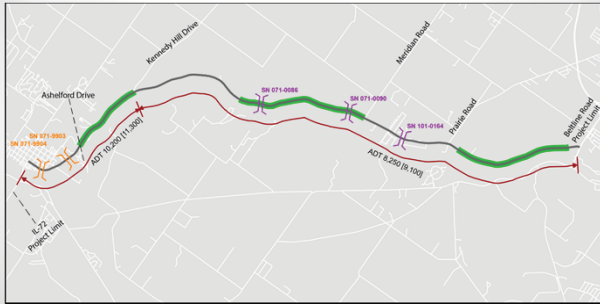 Kennedy Hill Drive
Meridian Road
Ashelford Drive
SN 071-0086
SN 071-0090
Beltline Road
Project Limit
Prairie Road
SN 101-0164
SN 071-9903
SN 071-9904
ADT 10,200 [11,300]
ADT 8,250 [9,100]
IL-72
Project Limit